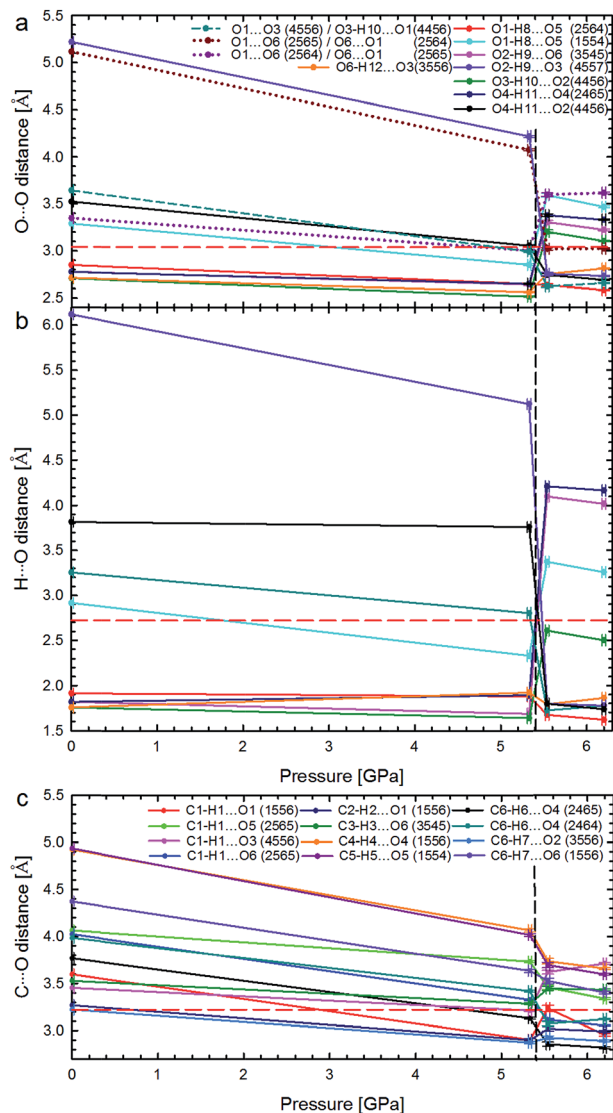 a
O1...O3 (4556) / O3-H10...O1(4456)
O1...O6 (2565) / O6...O1 (2564)
O1...O6 (2564) / O6...O1 (2565)
O6-H12...O3(3556)
O1-H8...O5 (2564)
O1-H8...O5 (1554)
O2-H9...O6 (3545)
O2-H9...O3 (4557)
O3-H10...O2(4456)
O4-H11...O4(2465)
O4-H11...O2(4456)
O···O distance [Å]
5.5
5.0
4.5
4.0
3.5
3.0
2.5
b
H···O distance [Å]
6.0
5.5
5.0
4.5
4.0
3.5
3.0
2.5
2.0
1.5
0 1 2 3 4 5 6
Pressure [GPa]
c
C1-H1...O1 (1556)
C1-H1...O5 (2565)
C1-H1...O3 (4556)
C1-H1...O6 (2565)
C2-H2...O1 (1556)
C3-H3...O6 (3545)
C4-H4...O4 (1556)
C5-H5...O5 (1554)
C6-H6...O4 (2465)
C6-H6...O4 (2464)
C6-H7...O2 (3556)
C6-H7...O6 (1556)
C···O distance [Å]
5.5
5.0
4.5
4.0
3.5
3.0
0 1 2 3 4 5 6
Pressure [GPa]